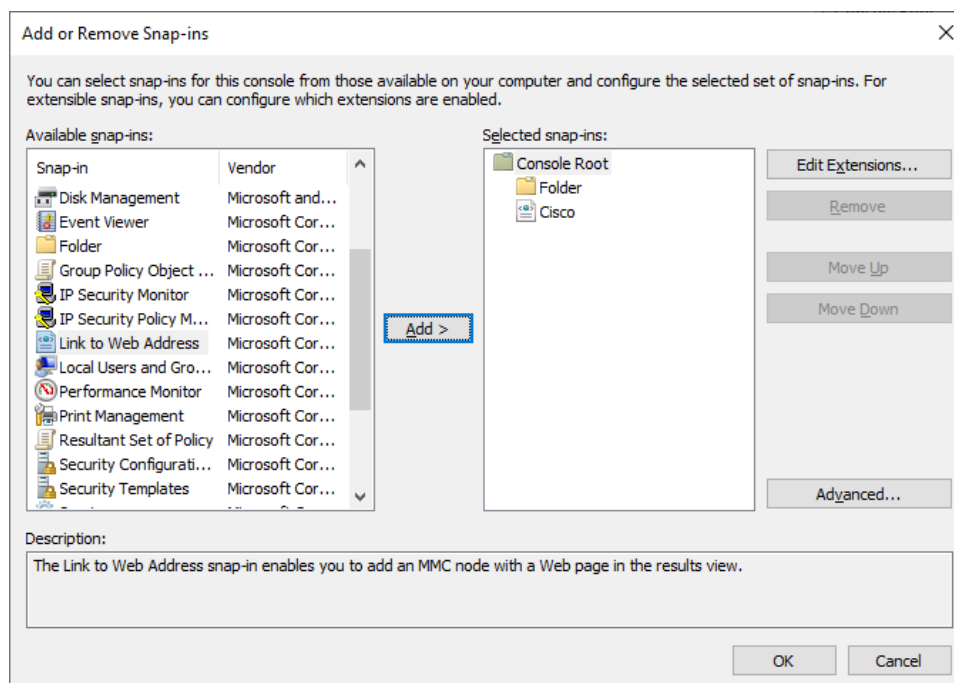 Add or Remove Snap-ins
You can select snap-ins for this console from those available on your computer and configure the selected set of snap-ins. For
extensible snap-ins, you can configure which extensions are enabled.
Available snap-ins:
Selected snap-ins:
Snap-in Vendor
Disk Management Microsoft and...
Event Viewer Microsoft Cor...
Folder Microsoft Cor...
Group Policy Object ... Microsoft Cor...
IP Security Monitor Microsoft Cor...
IP Security Policy M... Microsoft Cor...
Link to Web Address Microsoft Cor...
Local Users and Gro... Microsoft Cor...
Performance Monitor Microsoft Cor...
Print Management Microsoft Cor...
Resultant Set of Policy Microsoft Cor...
Security Configurati... Microsoft Cor...
Security Templates Microsoft Cor...
Add >
Console Root
Folder
Cisco
Edit Extensions...
Remove
Move Up
Move Down
Advanced...
Description:
The Link to Web Address snap-in enables you to add an MMC node with a Web page in the results view.
OK
Cancel